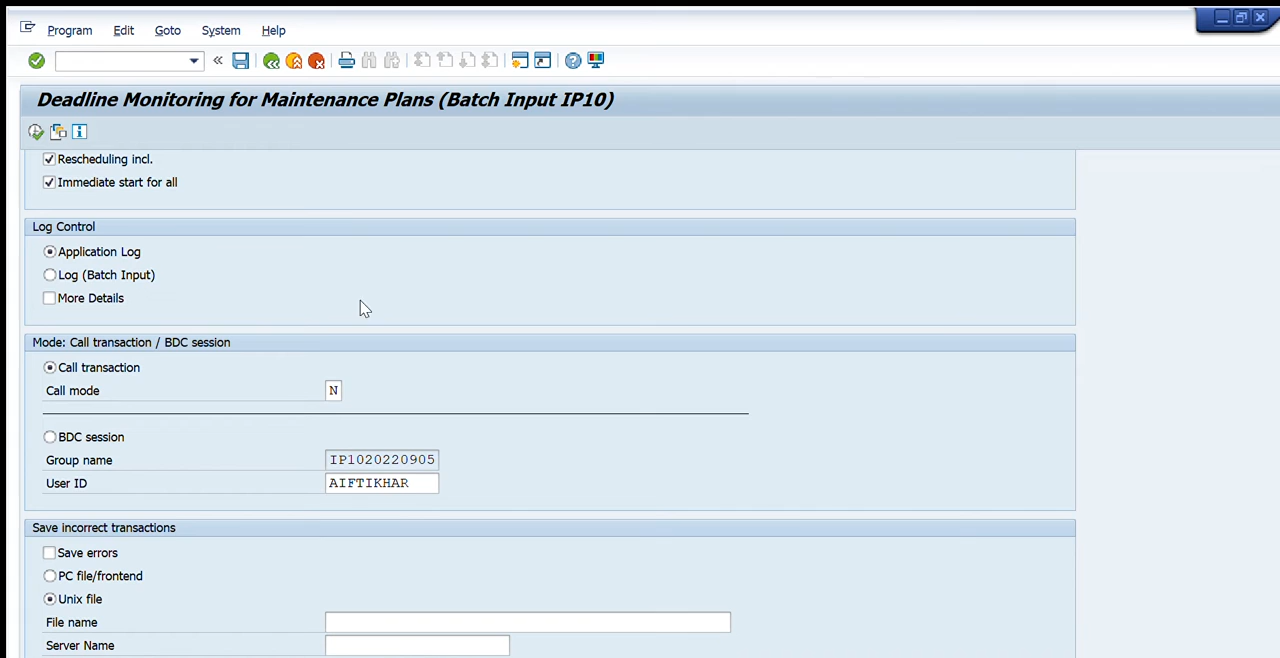 Program Edit Goto System Help
Deadline Monitoring for Maintenance Plans (Batch Input IP10)
Rescheduling incl.
Immediate start for all
Log Control
Application Log
Log (Batch Input)
More Details
Mode: Call transaction / BDC session
Call transaction
Call mode N
BDC session
Group name IP1020220905
User ID AIFTIKHAR
Save incorrect transactions
Save errors
PC file/frontend
Unix file
File name
Server Name